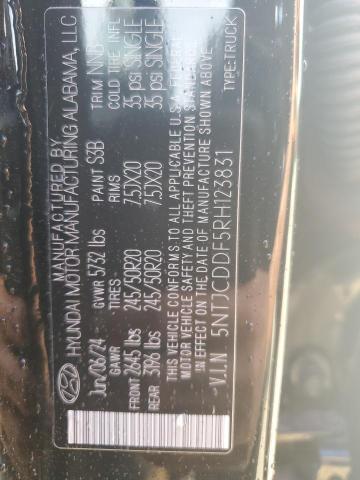 MANUFACTURED BY
HYUNDAI MOTOR MANUFACTURING ALABAMA, LLC
Jun/06/24 GVWR 5732 lbs PAINT S3B TRIM NNB
GAWR TIRES RIMS COLD TIRE INFL
FRONT 2645 lbs 245/50R20 7.5JX20 35 psi SINGLE
REAR 3196 lbs 245/50R20 7.5JX20 35 psi SINGLE
THIS VEHICLE CONFORMS TO ALL APPLICABLE U.S.A FEDERAL
MOTOR VEHICLE SAFETY AND THEFT PREVENTION
STANDARDS IN EFFECT ON THE DATE OF MANUFACTURE SHOWN ABOVE.
V.I.N 5NTJCDDF5RH123831 TYPE:TRUCK